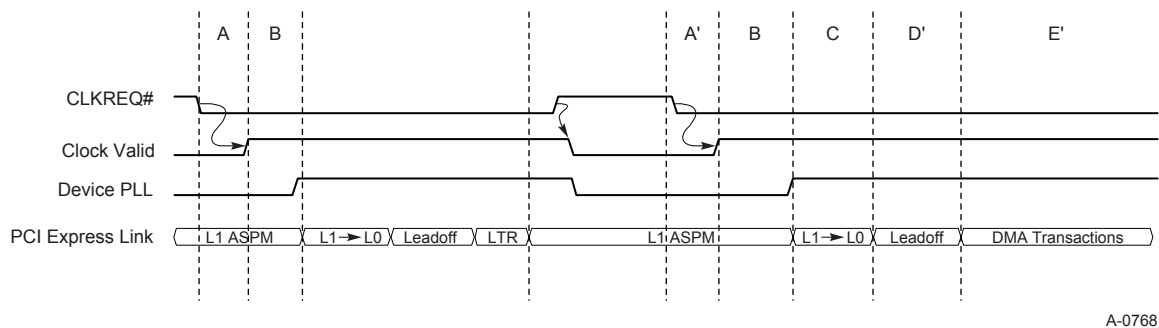 A B A' B C D' E'
CLKREQ#
Clock Valid
Device PLL
PCI Express Link L1 ASPM L1 → L0 Leadoff LTR L1 ASPM L1 → L0 Leadoff DMA Transactions
A-0768